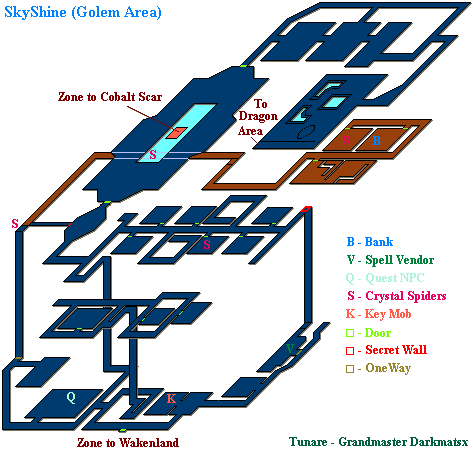 SkyShine (Golem Area)
Zone to Cobalt Scar
To
Dragon
Area
S
B
S
S
S
B - Bank
V - Spell Vendor
Q - Quest NPC
S - Crystal Spiders
K - Key Mob
- Door
- Secret Wall
- OneWay
V
Q
K
Zone to Wakenland
Tunare - Grandmaster Darkmatsx